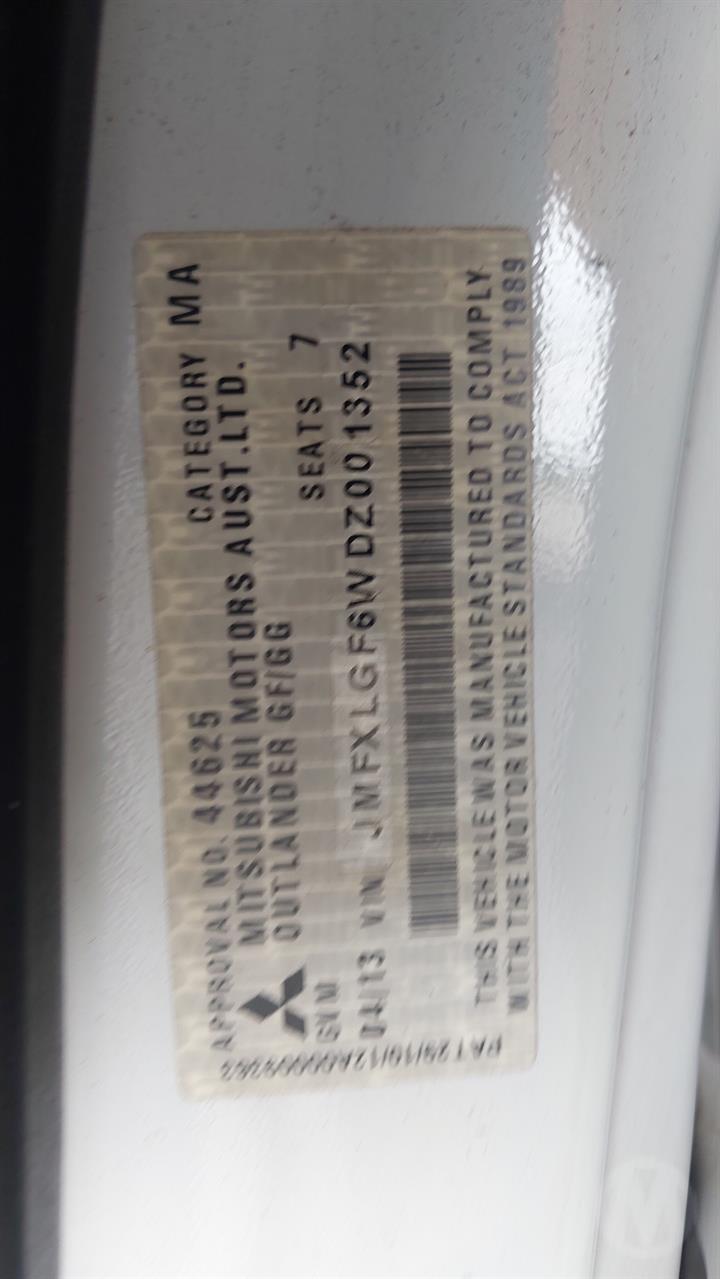 APPROVAL NO. 44625 CATEGORY MA
MITSUBISHI MOTORS AUST.LTD.
OUTLANDER GF/GG
GVM SEATS 7
04/13 VIN JMFXLGF6WDZ001352
THIS VEHICLE WAS MANUFACTURED TO COMPLY
WITH THE MOTOR VEHICLE STANDARDS ACT 1989